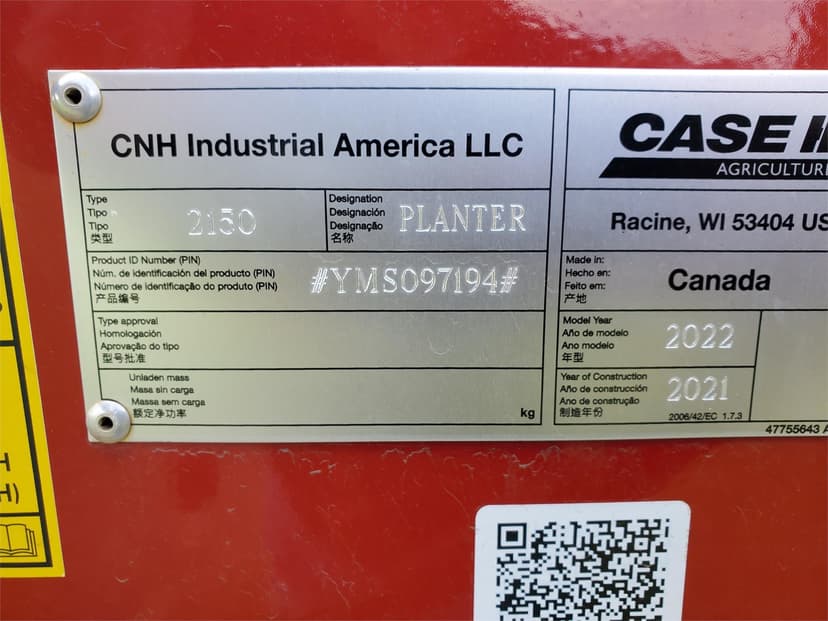 CNH Industrial America LLC
Type
Tipo
Tipo
类型
2150
Designation
Designación
Designação
名称
PLANTER
Product ID Number (PIN)
Núm. de identificación del producto (PIN)
Número de identificação do produto (PIN)
产品编号
#YMS097194#
Type approval
Homologación
Aprovação do tipo
型号批准
Unladen mass
Masa sin carga
Massa sem carga
额定净功率
kg
CASE I
AGRICULTURE
Racine, WI 53404 US
Made in:
Hecho en:
Feito em:
产地
Canada
Model Year
Año de modelo
Ano modelo
年型
2022
Year of Construction
Año de construcción
Ano de construção
制造年份
2021
2006/42/EC 1.7.3
47755643 A
H
H)